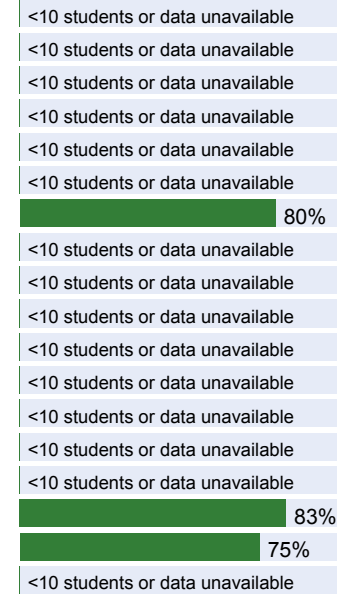 <10 students or data unavailable
<10 students or data unavailable
<10 students or data unavailable
<10 students or data unavailable
<10 students or data unavailable
<10 students or data unavailable
80%
<10 students or data unavailable
<10 students or data unavailable
<10 students or data unavailable
<10 students or data unavailable
<10 students or data unavailable
<10 students or data unavailable
<10 students or data unavailable
<10 students or data unavailable
83%
75%
<10 students or data unavailable